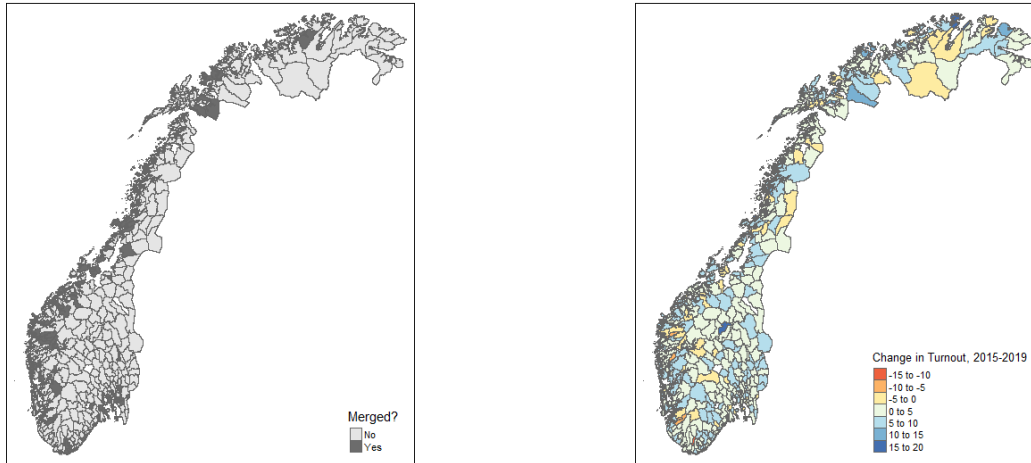 Merged?
No
Yes
Change in Turnout, 2015-2019
-15 to -10
-10 to -5
-5 to 0
0 to 5
5 to 10
10 to 15
15 to 20